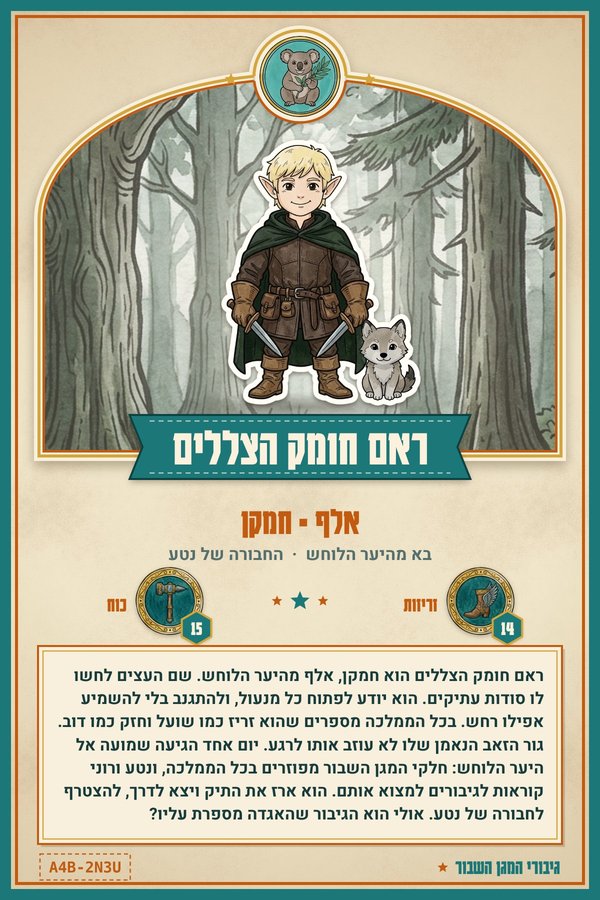 ראם חומק הצללים
אלף • חמקן
בא מהיער הלוחש · החבורה של נטע
זריזות
14
כוח
15
ראם חומק הצללים הוא חמקן, אלף מהיער הלוחש. שם העצים לחשו
לו סודות עתיקים. הוא יודע לפתוח כל מנעול, ולהתגנב בלי להשמיע
אפילו רחש. בכל הממלכה מספרים שהוא זריז כמו שועל וחזק כמו דוב.
גור הזאב הנאמן שלו לא עוזב אותו לרגע. יום אחד הגיעה שמועה אל
היער הלוחש: חלקי המגן השבור מפוזרים בכל הממלכה, ונטע ורוני
קוראות לגיבורים למצוא אותם. הוא ארז את התיק ויצא לדרך, להצטרף
לחבורה של נטע. אולי הוא הגיבור שהאגדה מספרת עליו?
גיבורי המגן השבור
A4B-2N3U